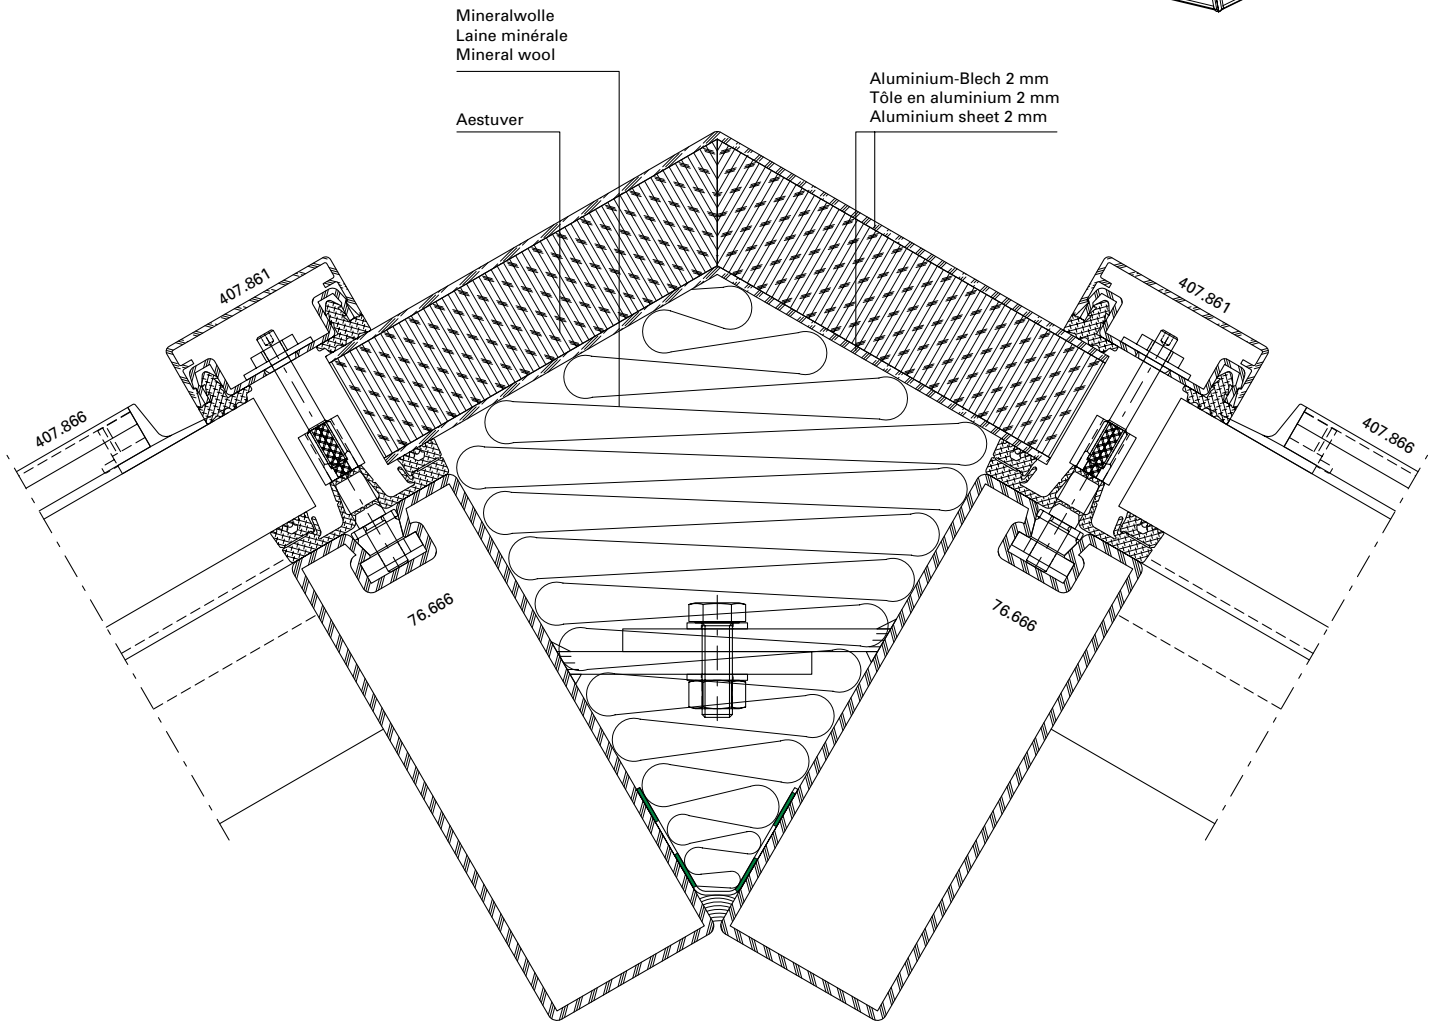 Mineralwolle
Laine minérale
Mineral wool
Aluminium-Blech 2 mm
Tôle en aluminium 2 mm
Aluminium sheet 2 mm
Aestuver
407.861
407.861
407.866
407.866
76.666
76.666